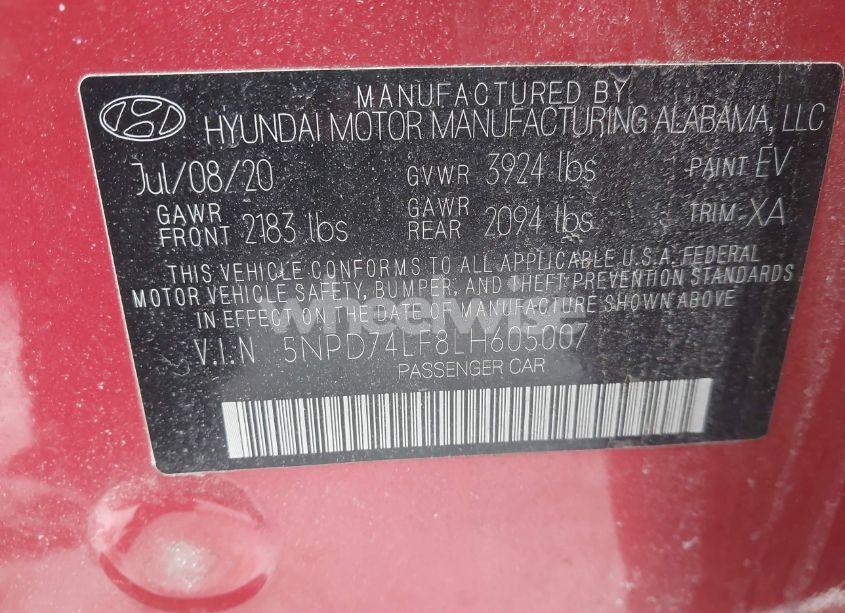 MANUFACTURED BY
HYUNDAI MOTOR MANUFACTURING ALABAMA, LLC
Jul/08/20 GVWR 3924 lbs PAINT EV
GAWR FRONT 2183 lbs GAWR REAR 2094 lbs TRIM-XA
THIS VEHICLE CONFORMS TO ALL APPLICABLE U.S.A. FEDERAL
MOTOR VEHICLE SAFETY, BUMPER, AND THEFT PREVENTION STANDARDS
IN EFFECT ON THE DATE OF MANUFACTURE SHOWN ABOVE
wheelwise
V.I.N 5NPD74LF8LH605007
PASSENGER CAR